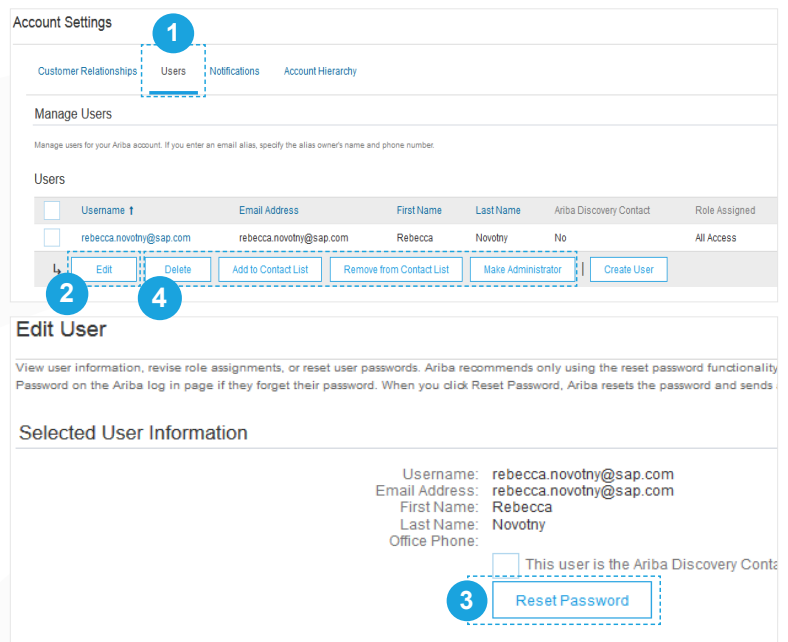 Account Settings
1
Customer Relationships Users Notifications Account Hierarchy
Manage Users
Manage users for your Ariba account. If you enter an email alias, specify the alias owner's name and phone number.
Users
Username ↑ Email Address First Name Last Name Ariba Discovery Contact Role Assigned
rebecca.novotny@sap.com rebecca.novotny@sap.com Rebecca Novotny No All Access
Edit Delete Add to Contact List Remove from Contact List Make Administrator | Create User
2 4
Edit User
View user information, revise role assignments, or reset user passwords. Ariba recommends only using the reset password functionality
Password on the Ariba log in page if they forget their password. When you click Reset Password, Ariba resets the password and sends
Selected User Information
Username: rebecca.novotny@sap.com
Email Address: rebecca.novotny@sap.com
First Name: Rebecca
Last Name: Novotny
Office Phone:
This user is the Ariba Discovery Conta
3 Reset Password